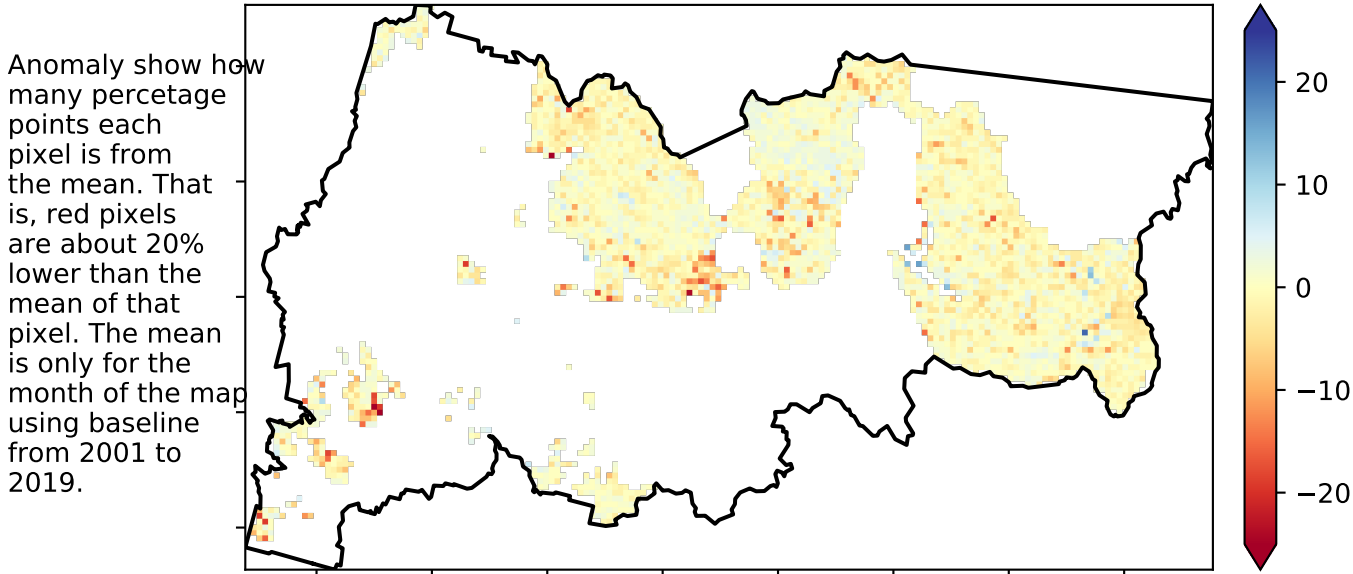 Anomaly show how
many percetage
points each
pixel is from
the mean. That
is, red pixels
are about 20%
lower than the
mean of that
pixel. The mean
is only for the
month of the map
using baseline
from 2001 to
2019.
20
10
0
−10
−20